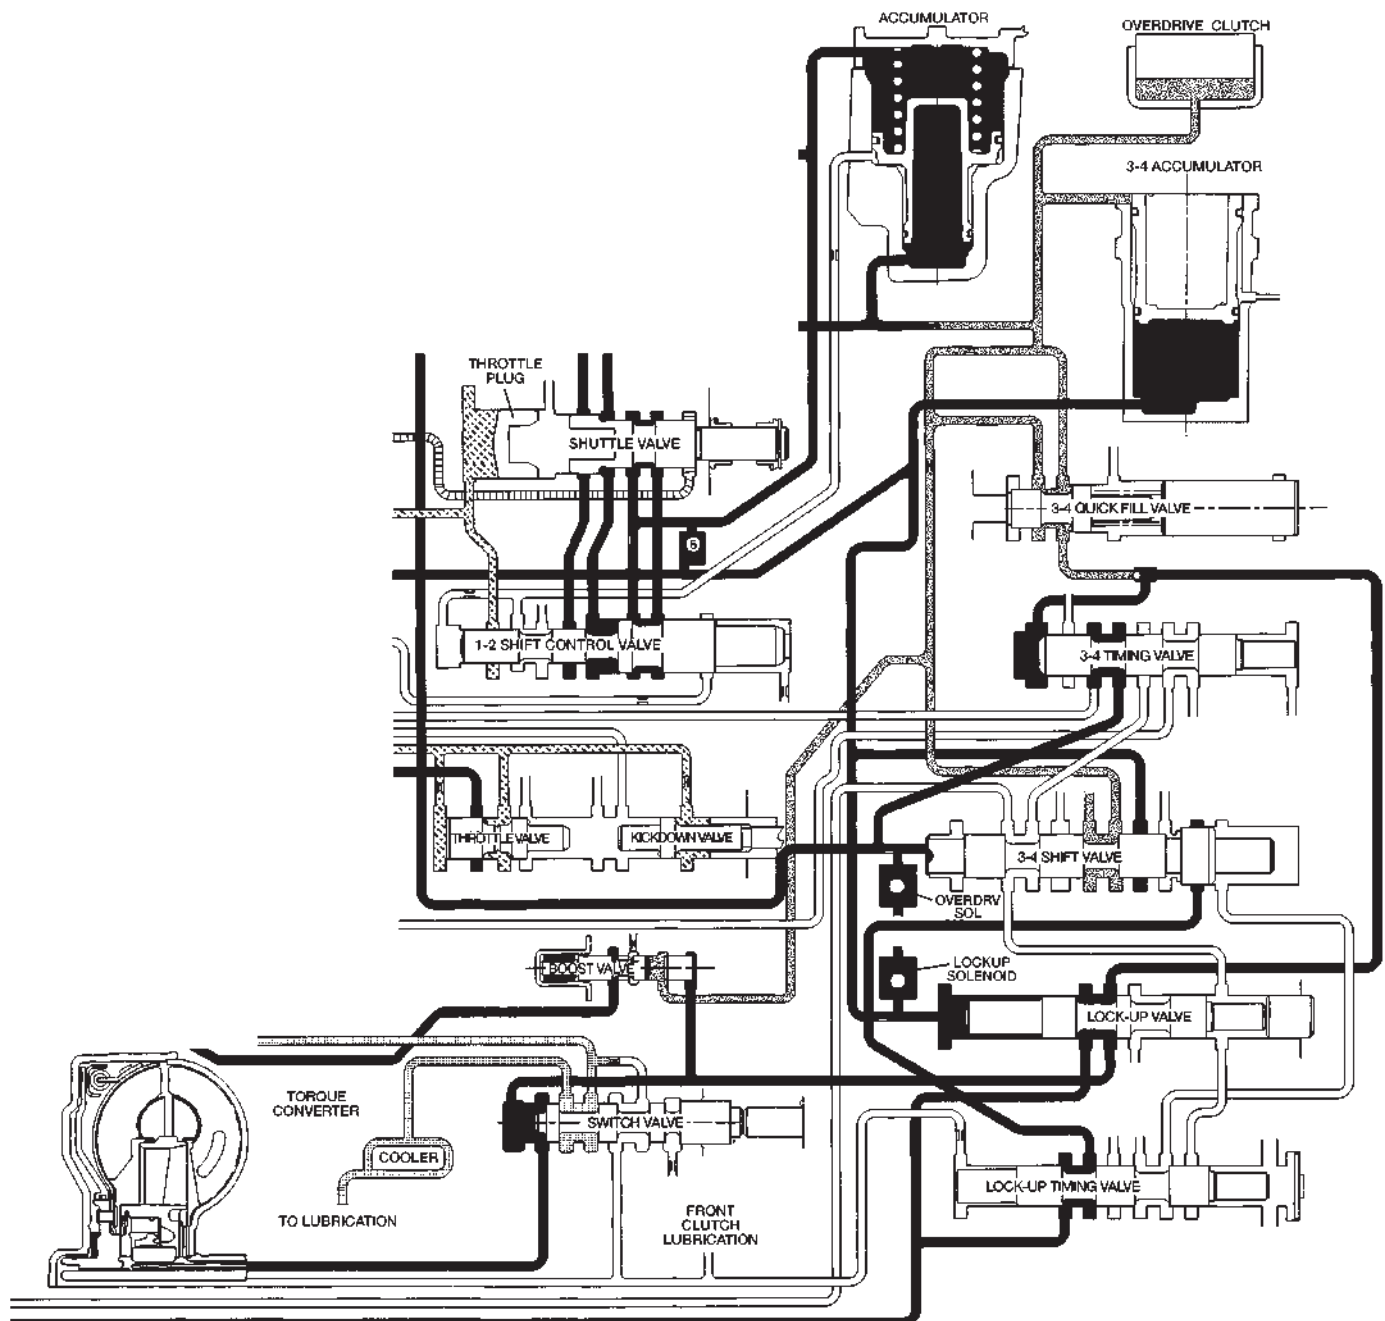 ACCUMULATOR
OVERDRIVE CLUTCH
3-4 ACCUMULATOR
THROTTLE
PLUG
SHUTTLE VALVE
3-4 QUICK FILL VALVE
6
1-2 SHIFT CONTROL VALVE
3-4 TIMING VALVE
THROTTLE VALVE
KICKDOWN VALVE
3-4 SHIFT VALVE
OVERDRV
SOL
BOOST VALVE
LOCKUP
SOLENOID
LOCK-UP VALVE
TORQUE
CONVERTER
SWITCH VALVE
COOLER
LOCK-UP TIMING VALVE
TO LUBRICATION
FRONT
CLUTCH
LUBRICATION